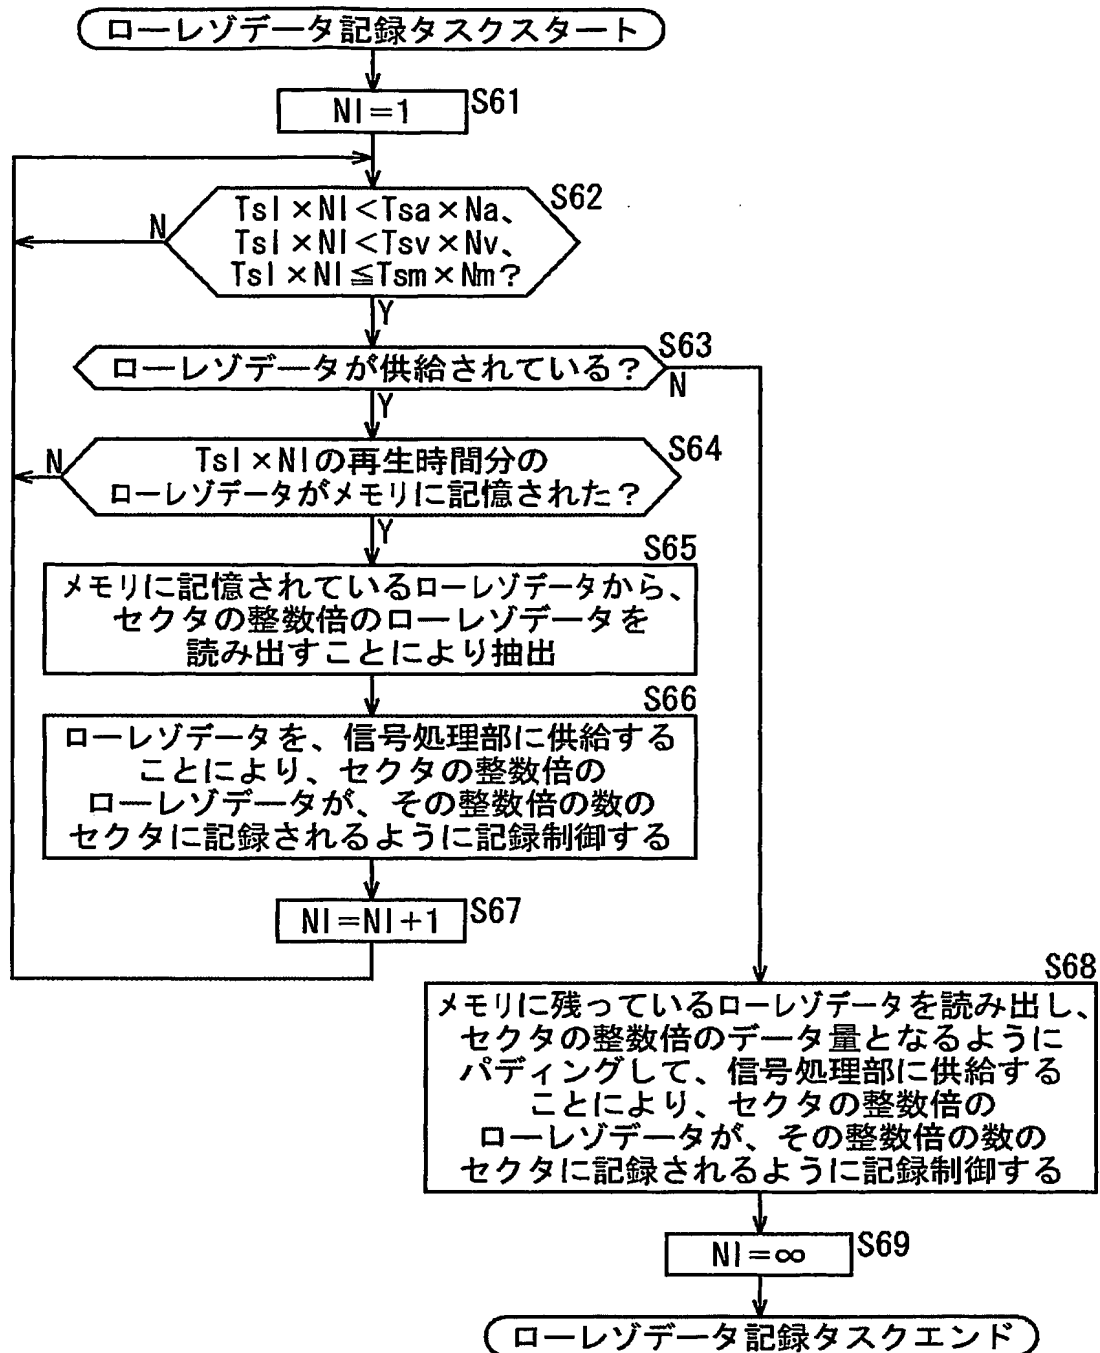 ローレゾデータ記録タスクスタート
Nl=1
S61
S62
Tsl×Nl<Tsa×Na、
Tsl×Nl<Tsv×Nv、
Tsl×Nl≦Tsm×Nm?
N
Y
S63
ローレゾデータが供給されている?
N
Y
S64
Tsl×Nlの再生時間分の
ローレゾデータがメモリに記憶された?
N
Y
S65
メモリに記憶されているローレゾデータから、
セクタの整数倍のローレゾデータを
読み出すことにより抽出
S66
ローレゾデータを、信号処理部に供給する
ことにより、セクタの整数倍の
ローレゾデータが、その整数倍の数の
セクタに記録されるように記録制御する
Nl=Nl+1
S67
S68
メモリに残っているローレゾデータを読み出し、
セクタの整数倍のデータ量となるように
パディングして、信号処理部に供給する
ことにより、セクタの整数倍の
ローレゾデータが、その整数倍の数の
セクタに記録されるように記録制御する
Nl=∞
S69
ローレゾデータ記録タスクエンド